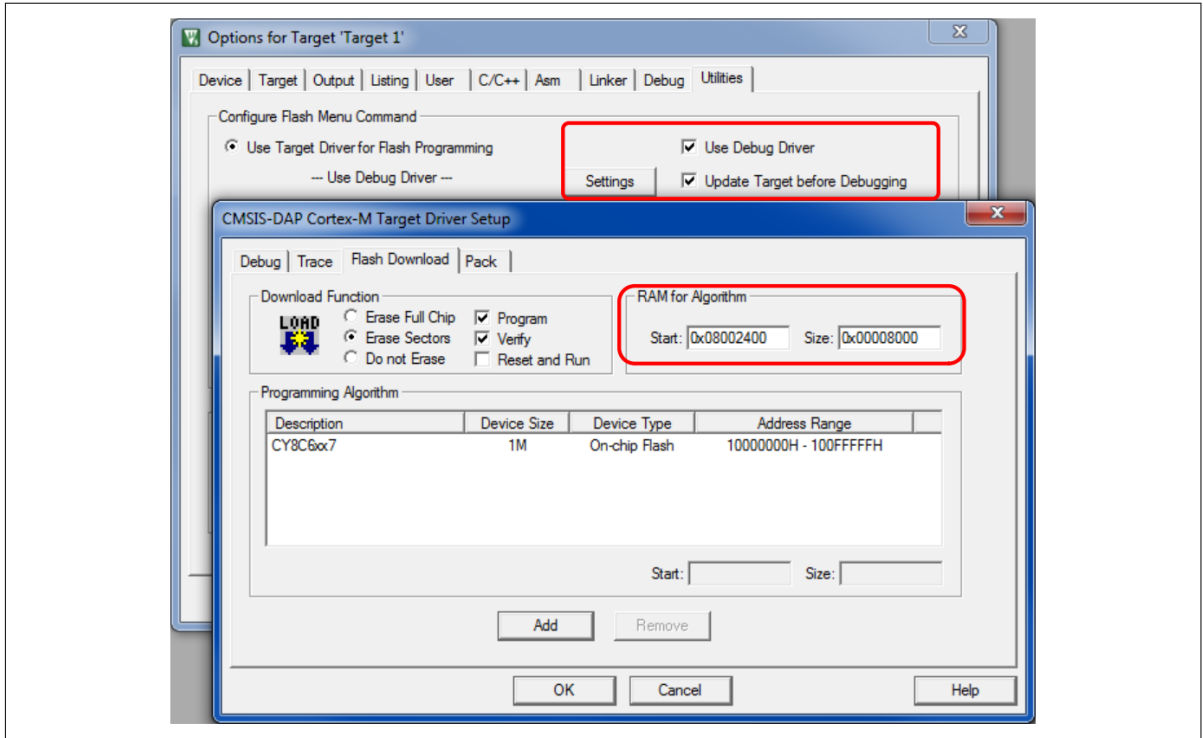 Options for Target 'Target 1'
Device Target Output Listing User C/C++ Asm Linker Debug Utilities
Configure Flash Menu Command
Use Target Driver for Flash Programming Use Debug Driver
--- Use Debug Driver --- Settings Update Target before Debugging
CMSIS-DAP Cortex-M Target Driver Setup
Debug Trace Flash Download Pack
Download Function RAM for Algorithm
LOAD Erase Full Chip Program
Erase Sectors Verify Start: 0x08002400 Size: 0x00008000
Do not Erase Reset and Run
Programming Algorithm
Description Device Size Device Type Address Range
CY8C6xx7 1M On-chip Flash 10000000H - 100FFFFFH
Start: Size:
Add Remove
OK Cancel Help